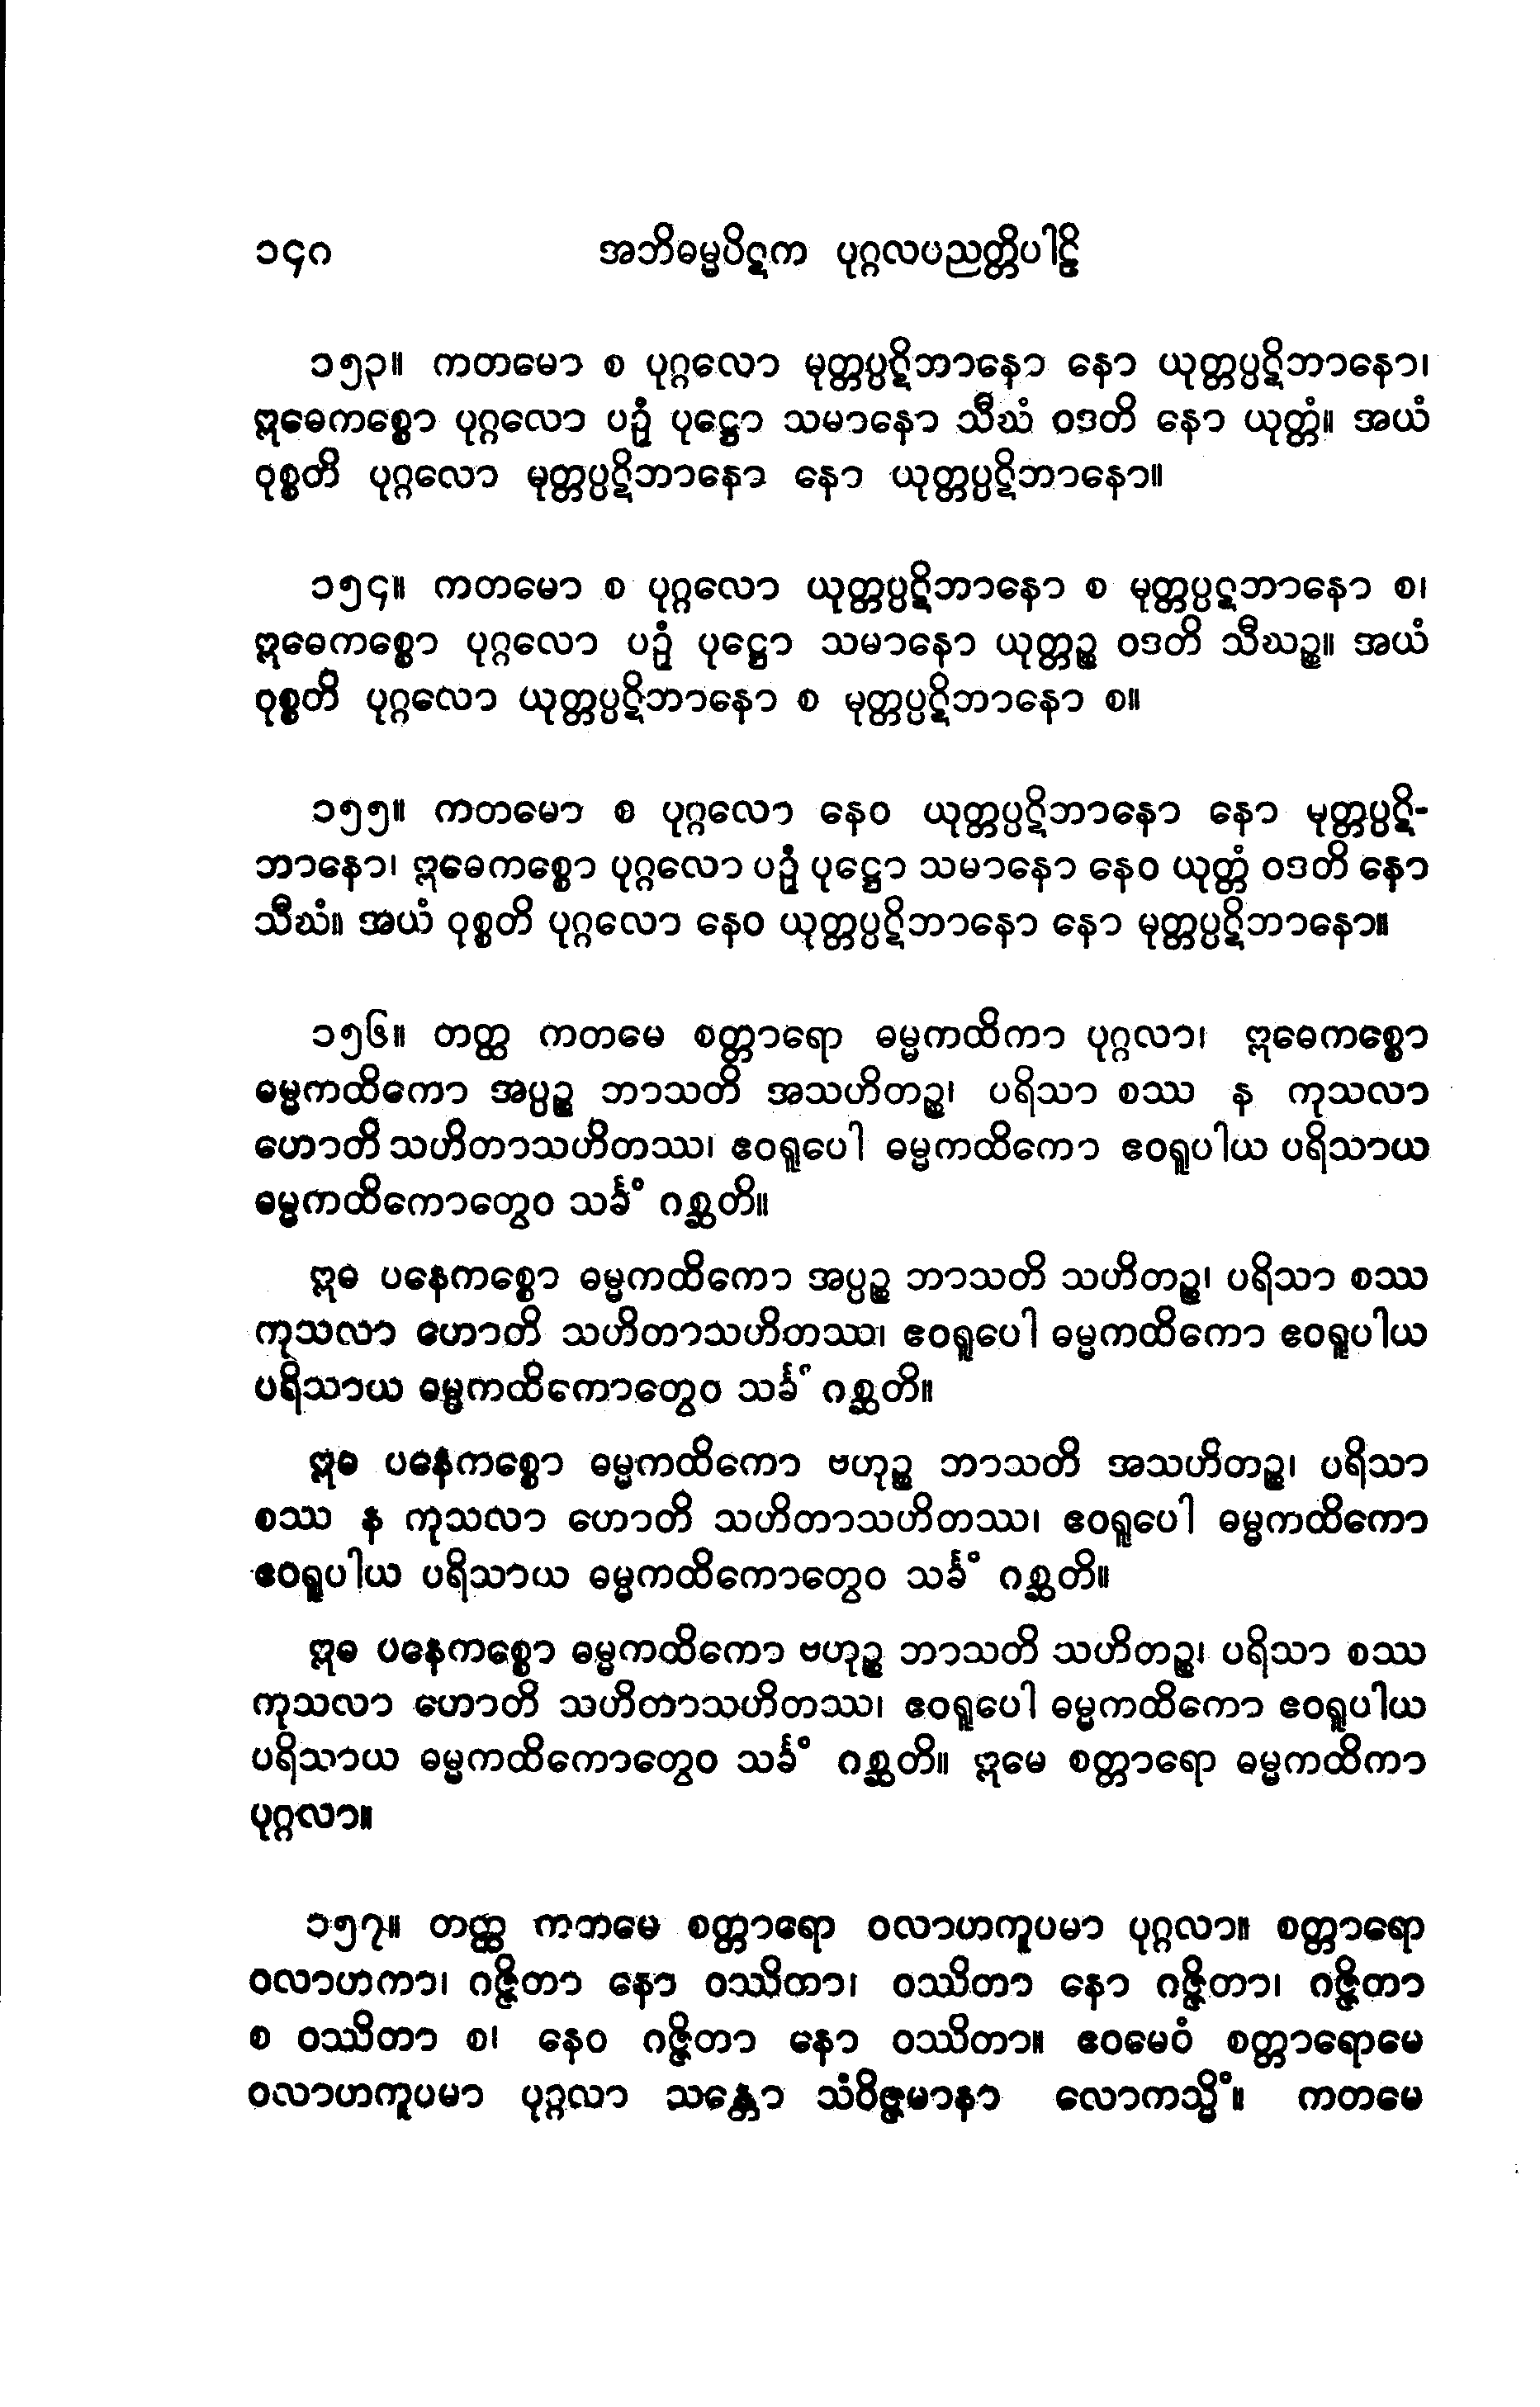 ၁၄ဂ အဘိဓမ္မပိဋက ပုဂ္ဂလပညတ္တိပါဠိ
၁၅၃။ ကတမော စ ပုဂ္ဂလော မုတ္တပ္ပဋိဘာနော နော ယုတ္တပ္ပဋိဘာနော၊
ဣဓေကစ္စော ပုဂ္ဂလော ပဉှံ ပုဋ္ဌော သမာနော သီဃံ ဝဒတိ နော ယုတ္တံ။ အယံ
ဝုစ္စတိ ပုဂ္ဂလော မုတ္တပ္ပဋိဘာနော နော ယုတ္တပ္ပဋိဘာနော။
၁၅၄။ ကတမော စ ပုဂ္ဂလော ယုတ္တပ္ပဋိဘာနော စ မုတ္တပ္ပဋဘာနော စ၊
ဣဓေကစ္စော ပုဂ္ဂလော ပဉှံ ပုဋ္ဌော သမာနော ယုတ္တဉ္စ ဝဒတိ သီဃဉ္စ။ အယံ
ဝုစ္စတိ ပုဂ္ဂလော ယုတ္တပ္ပဋိဘာနော စ မုတ္တပ္ပဋိဘာနော စ။
၁၅၅။ ကတမော စ ပုဂ္ဂလော နေဝ ယုတ္တပ္ပဋိဘာနော နော မုတ္တပ္ပဋိ-
ဘာနော၊ ဣဓေကစ္စော ပုဂ္ဂလော ပဉှံ ပုဋ္ဌော သမာနော နေဝ ယုတ္တံ ဝဒတိ နော
သီဃံ။ အယံ ဝုစ္စတိ ပုဂ္ဂလော နေဝ ယုတ္တပ္ပဋိဘာနော နော မုတ္တပ္ပဋိဘာနော။
၁၅၆။ တတ္ထ ကတမေ စတ္တာရော ဓမ္မကထိကာ ပုဂ္ဂလာ၊ ဣဓေကစ္စော
ဓမ္မကထိကော အပ္ပဉ္စ ဘာသတိ အသဟိတဉ္စ၊ ပရိသာ စဿ န ကုသလာ
ဟောတိ သဟိတာသဟိတဿ၊ ဧဝရူပေါ ဓမ္မကထိကော ဧဝရူပါယ ပရိသာယ
ဓမ္မကထိကောတွေဝ သင်္ခံ ဂစ္ဆတိ။
ဣဓ ပနေကစ္စော ဓမ္မကထိကော အပ္ပဉ္စ ဘာသတိ သဟိတဉ္စ၊ ပရိသာ စဿ
ကုသလာ ဟောတိ သဟိတာသဟိတဿ၊ ဧဝရူပေါ ဓမ္မကထိကော ဧဝရူပါယ
ပရိသာယ ဓမ္မကထိကောတွေဝ သင်္ခံ ဂစ္ဆတိ။
ဣဓ ပနေကစ္စော ဓမ္မကထိကော ဗဟုဉ္စ ဘာသတိ အသဟိတဉ္စ၊ ပရိသာ
စဿ န ကုသလာ ဟောတိ သဟိတာသဟိတဿ၊ ဧဝရူပေါ ဓမ္မကထိကော
ဧဝရူပါယ ပရိသာယ ဓမ္မကထိကောတွေဝ သင်္ခံ ဂစ္ဆတိ။
ဣဓ ပနေကစ္စော ဓမ္မကထိကော ဗဟုဉ္စ ဘာသတိ သဟိတဉ္စ၊ ပရိသာ စဿ
ကုသလာ ဟောတိ သဟိတာသဟိတဿ၊ ဧဝရူပေါ ဓမ္မကထိကော ဧဝရူပါယ
ပရိသာယ ဓမ္မကထိကောတွေဝ သင်္ခံ ဂစ္ဆတိ။ ဣမေ စတ္တာရော ဓမ္မကထိကာ
ပုဂ္ဂလာ။
၁၅၇။ တတ္ထ ကတမေ စတ္တာရော ဝလာဟကူပမာ ပုဂ္ဂလာ။ စတ္တာရော
ဝလာဟကာ၊ ဂဇ္ဇိတာ နော ဝဿိတာ၊ ဝဿိတာ နော ဂဇ္ဇိတာ၊ ဂဇ္ဇိတာ
စ ဝဿိတာ စ၊ နေဝ ဂဇ္ဇိတာ နော ဝဿိတာ။ ဧဝမေဝံ စတ္တာရောမေ
ဝလာဟကူပမာ ပုဂ္ဂလာ သန္တော သံဝိဇ္ဇမာနာ လောကသ္မိံ။ ကတမေ